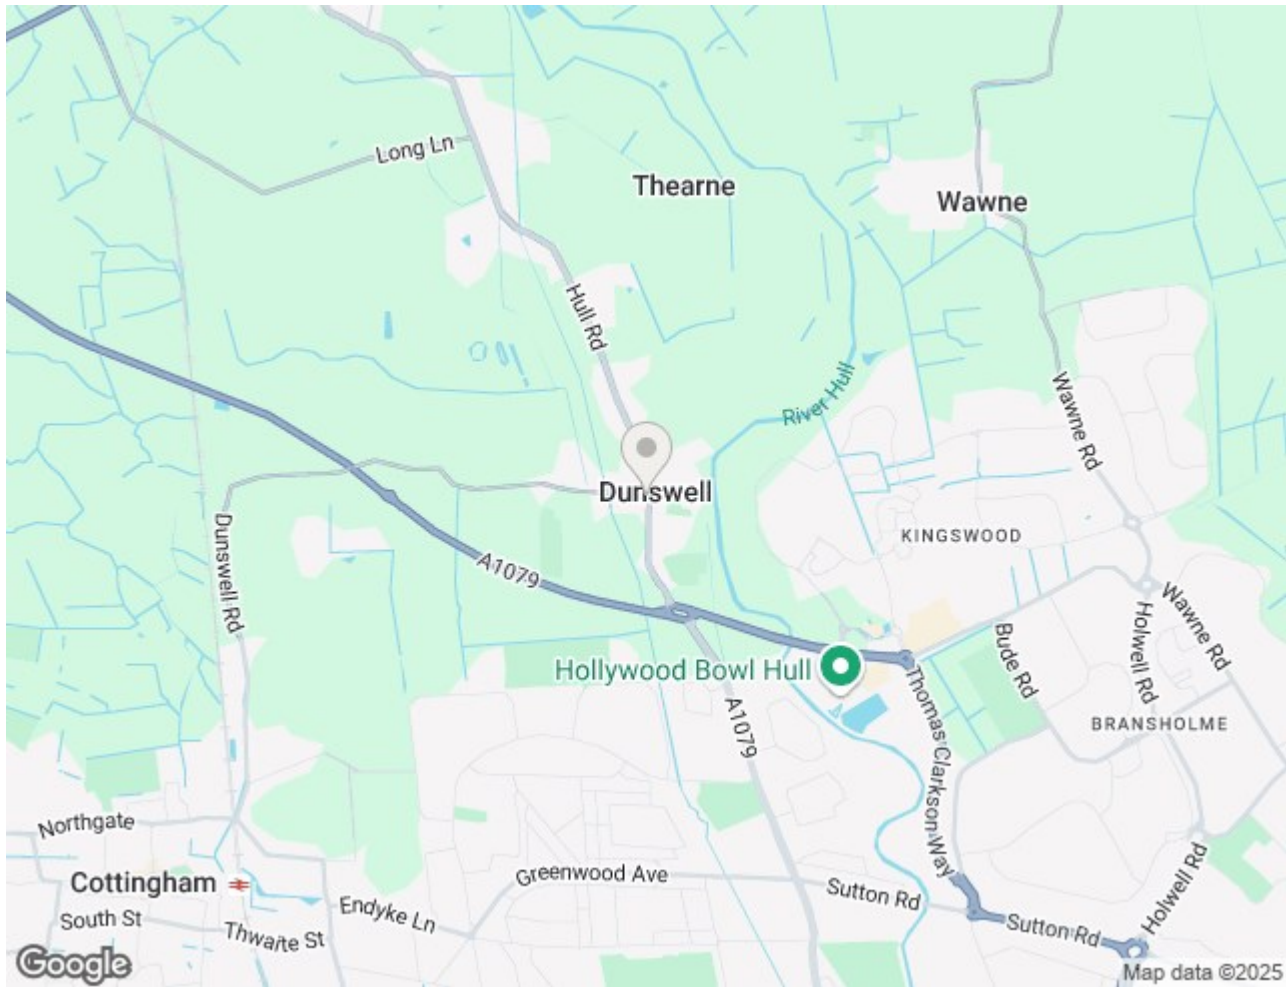 Long Ln
Thearne
Wawne
Hull Rd
River Hull
Wawne Rd
Dunswell
KINGSWOOD
Dunswell Rd
A1079
Hollywood Bowl Hull
Bude Rd
Holwell Rd
Wawne Rd
A1079
Thomas Clarkson Way
BRANSHOLME
Northgate
Cottingham
Greenwood Ave
Sutton Rd
Holwell Rd
South St
Endyke Ln
Thwaite St
Sutton Rd
Google
Map data ©2025